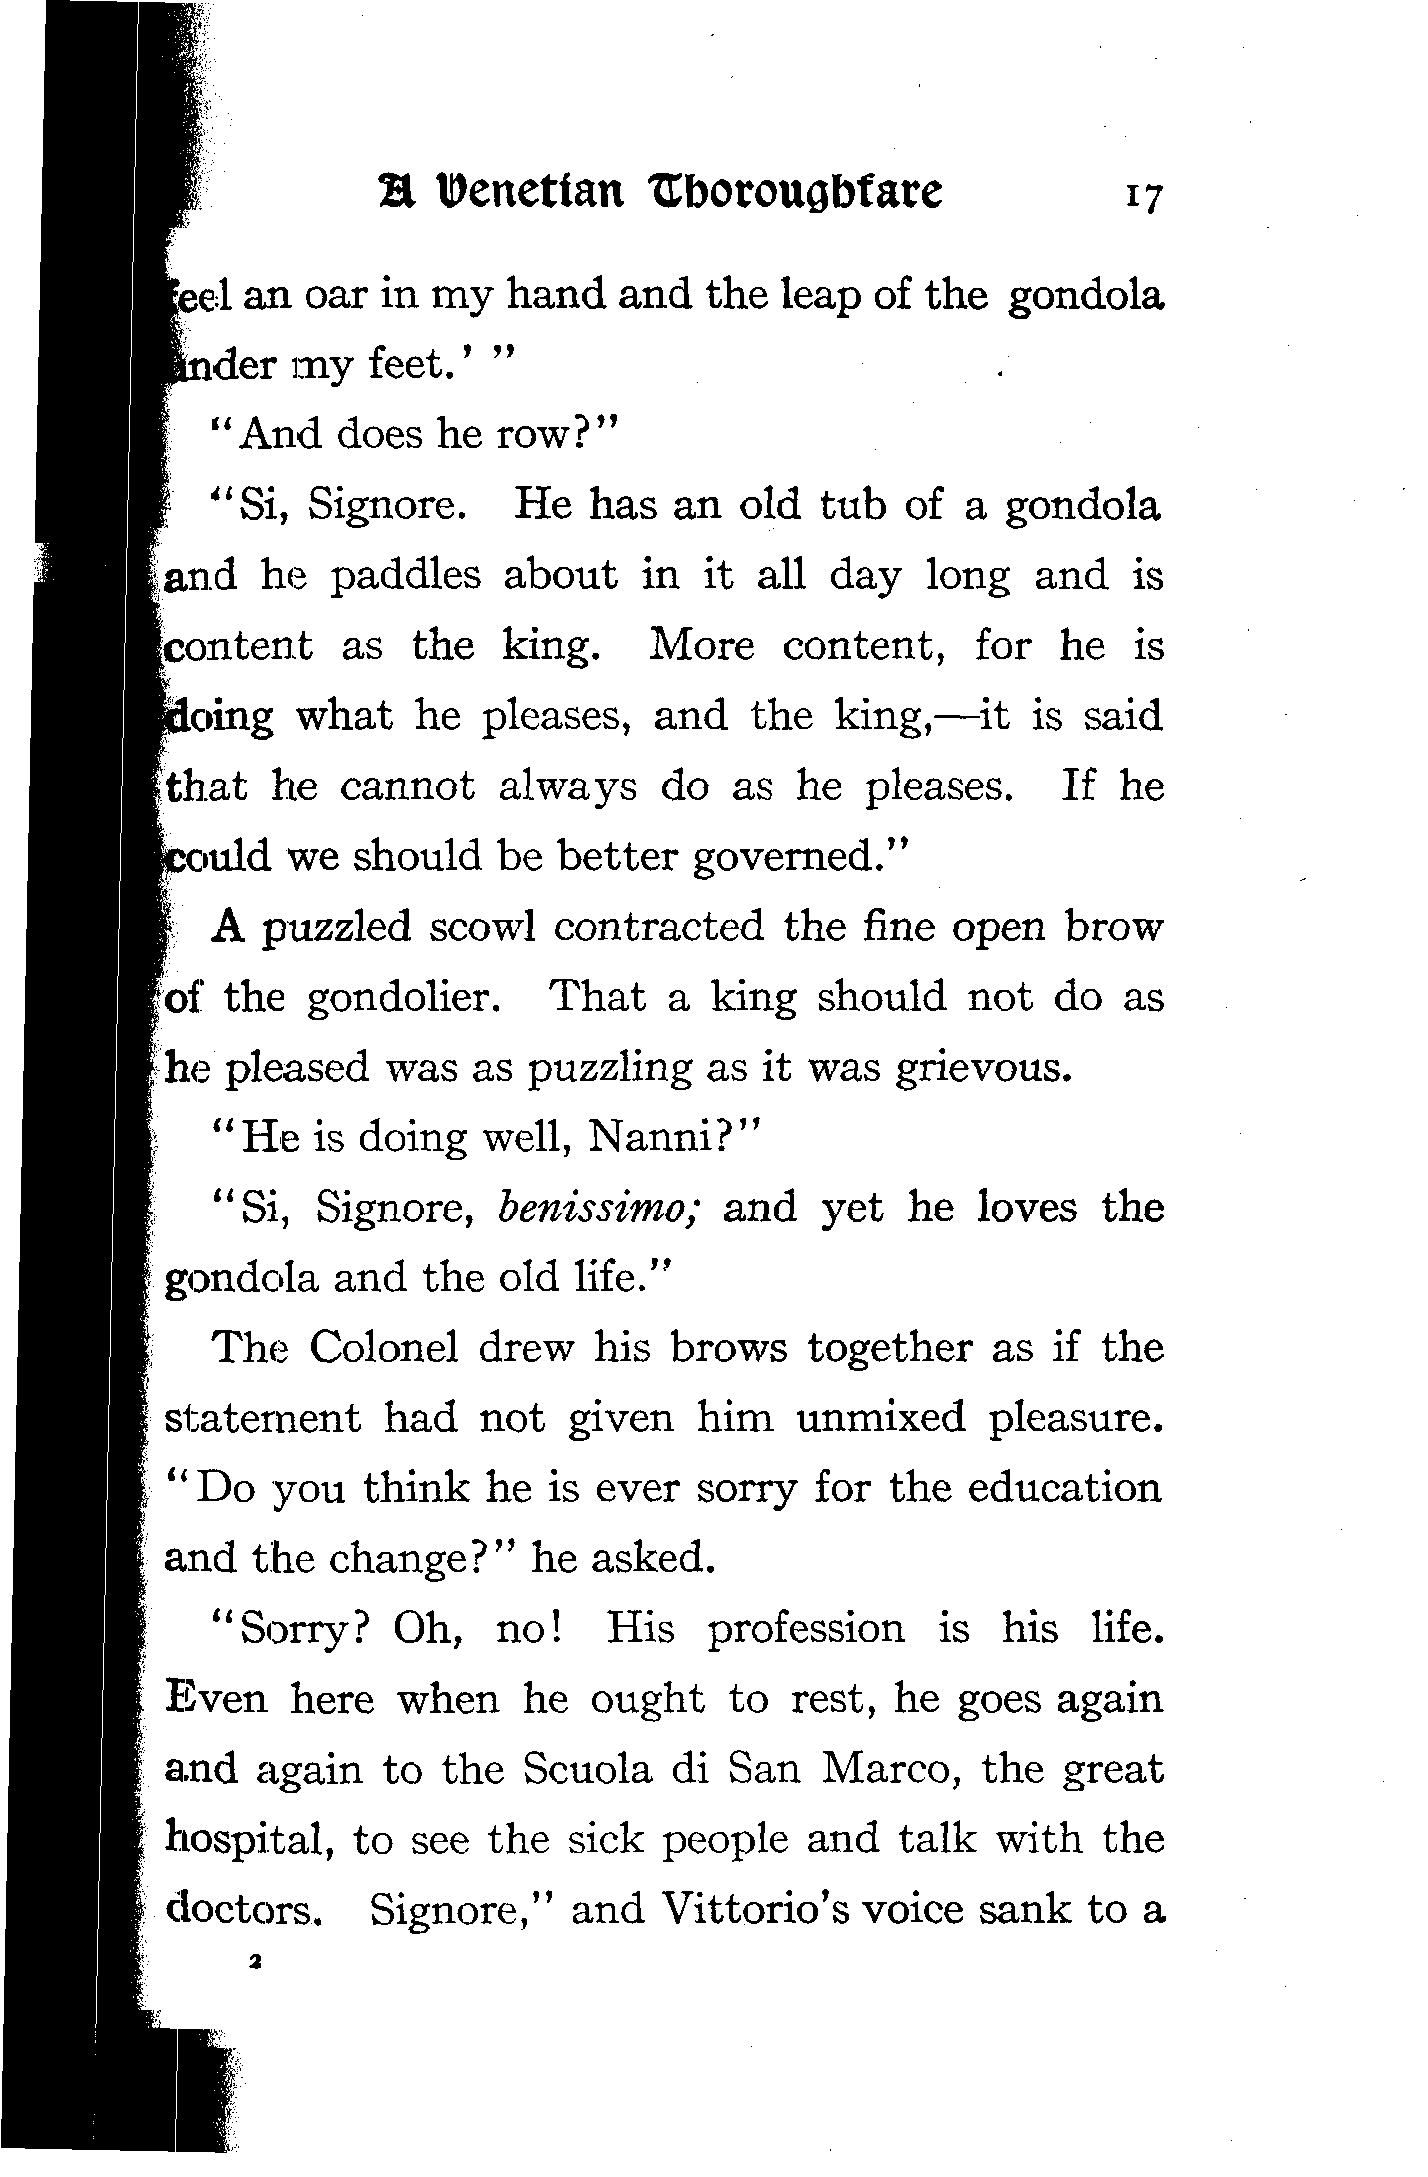 A Venetian Thoroughfare 17
feel an oar in my hand and the leap of the gondola
under my feet.' "
"And does he row?"
"Si, Signore. He has an old tub of a gondola
and he paddles about in it all day long and is
content as the king. More content, for he is
doing what he pleases, and the king,—it is said
that he cannot always do as he pleases. If he
could we should be better governed."
A puzzled scowl contracted the fine open brow
of the gondolier. That a king should not do as
he pleased was as puzzling as it was grievous.
"He is doing well, Nanni?"
"Si, Signore, benissimo; and yet he loves the
gondola and the old life."
The Colonel drew his brows together as if the
statement had not given him unmixed pleasure.
"Do you think he is ever sorry for the education
and the change?" he asked.
"Sorry? Oh, no! His profession is his life.
Even here when he ought to rest, he goes again
and again to the Scuola di San Marco, the great
hospital, to see the sick people and talk with the
doctors. Signore," and Vittorio's voice sank to a
2